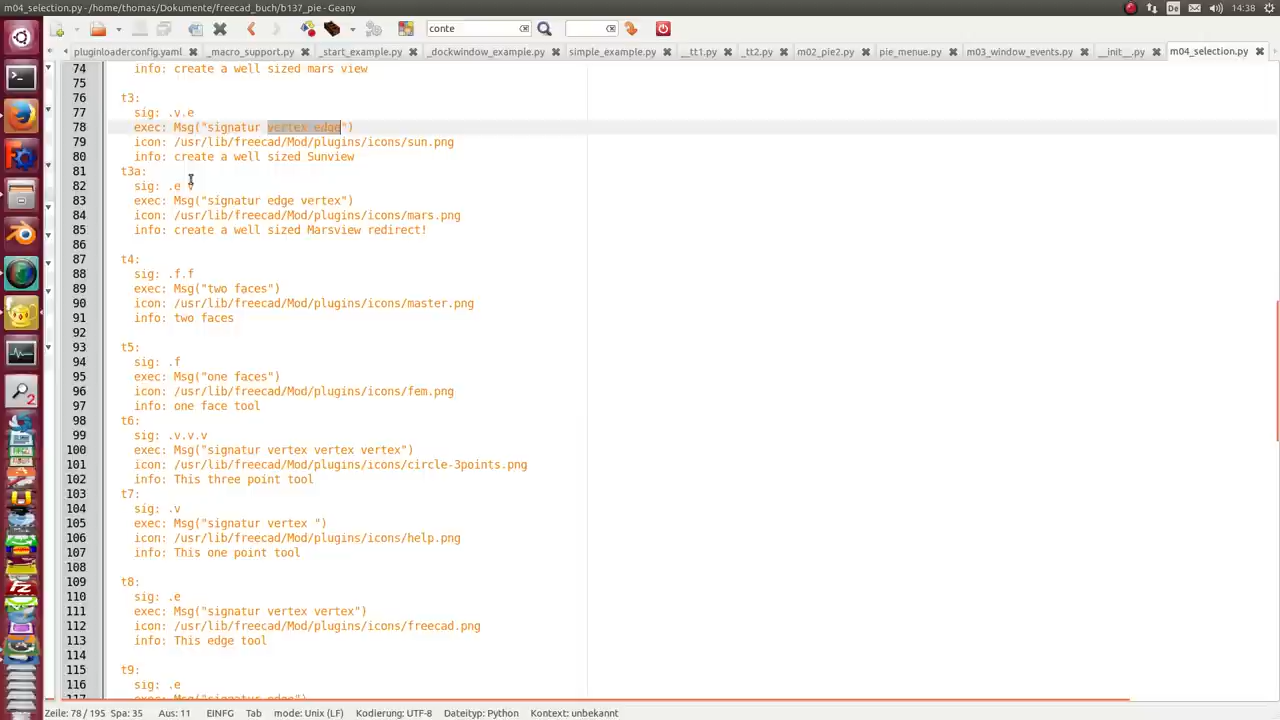 m04_selection.py - /home/thomas/Dokumente/freecad_buch/b137_pie - Geany
De 14:38
conte
pluginloaderconfig.yaml _macro_support.py _start_example.py _dockwindow_example.py simple_example.py __tt1.py _tt2.py m02_pie2.py pie_menue.py m03_window_events.py __init__.py m04_selection.py
74 info: create a well sized mars view
75
76 t3:
77 sig: .v.e
78 exec: Msg("signatur vertex edge")
79 icon: /usr/lib/freecad/Mod/plugins/icons/sun.png
80 info: create a well sized Sunview
81 t3a:
82 sig: .e v
83 exec: Msg("signatur edge vertex")
84 icon: /usr/lib/freecad/Mod/plugins/icons/mars.png
85 info: create a well sized Marsview redirect!
86
87 t4:
88 sig: .f.f
89 exec: Msg("two faces")
90 icon: /usr/lib/freecad/Mod/plugins/icons/master.png
91 info: two faces
92
93 t5:
94 sig: .f
95 exec: Msg("one faces")
96 icon: /usr/lib/freecad/Mod/plugins/icons/fem.png
97 info: one face tool
98 t6:
99 sig: .v.v.v
100 exec: Msg("signatur vertex vertex vertex")
101 icon: /usr/lib/freecad/Mod/plugins/icons/circle-3points.png
102 info: This three point tool
103 t7:
104 sig: .v
105 exec: Msg("signatur vertex ")
106 icon: /usr/lib/freecad/Mod/plugins/icons/help.png
107 info: This one point tool
108
109 t8:
110 sig: .e
111 exec: Msg("signatur vertex vertex")
112 icon: /usr/lib/freecad/Mod/plugins/icons/freecad.png
113 info: This edge tool
114
115 t9:
116 sig: .e
117 exec: Msg("signatur edge")
Zeile: 78 / 195 Spa: 35 Aus: 11 EINFG Tab mode: Unix (LF) Kodierung: UTF-8 Dateityp: Python Kontext: unbekannt